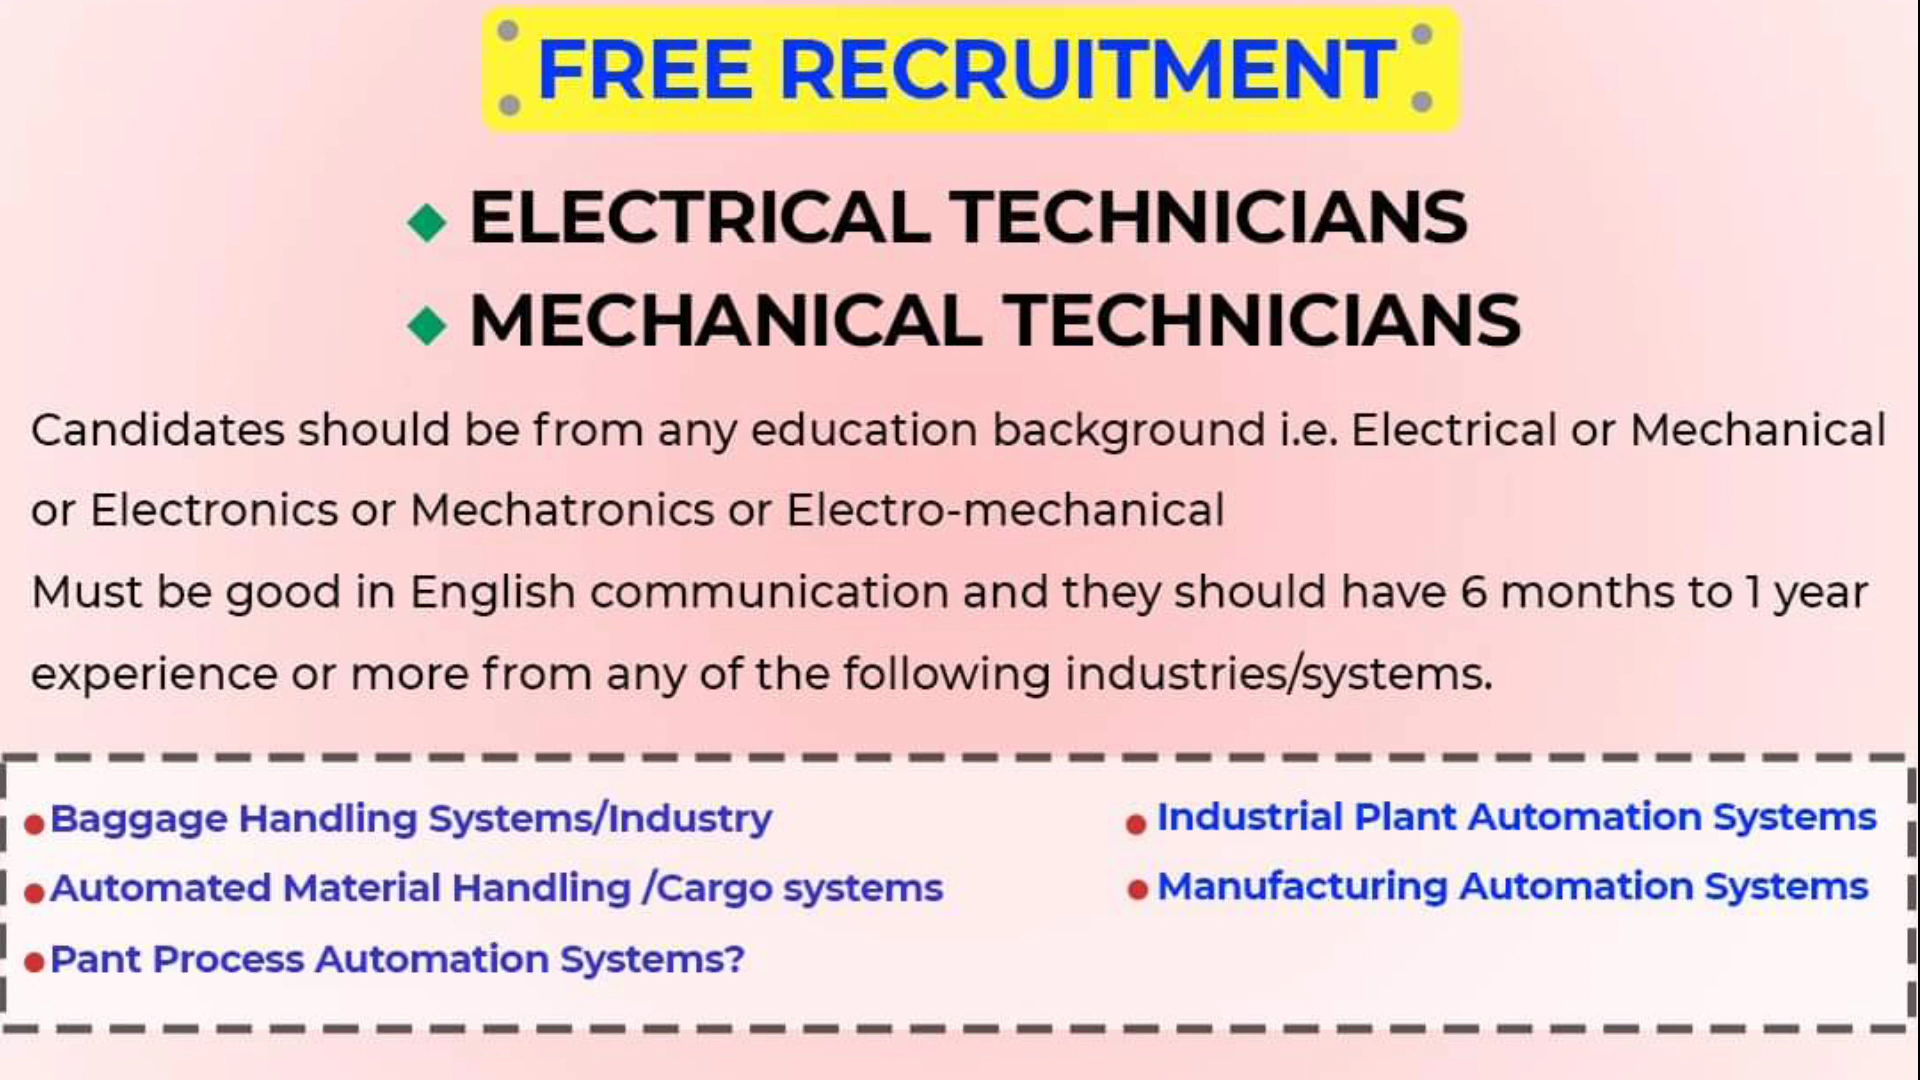 FREE RECRUITMENT
ELECTRICAL TECHNICIANS
MECHANICAL TECHNICIANS
Candidates should be from any education background i.e. Electrical or Mechanical
or Electronics or Mechatronics or Electro-mechanical
Must be good in English communication and they should have 6 months to 1 year
experience or more from any of the following industries/systems.
Baggage Handling Systems/Industry
Automated Material Handling /Cargo systems
Pant Process Automation Systems?
Industrial Plant Automation Systems
Manufacturing Automation Systems